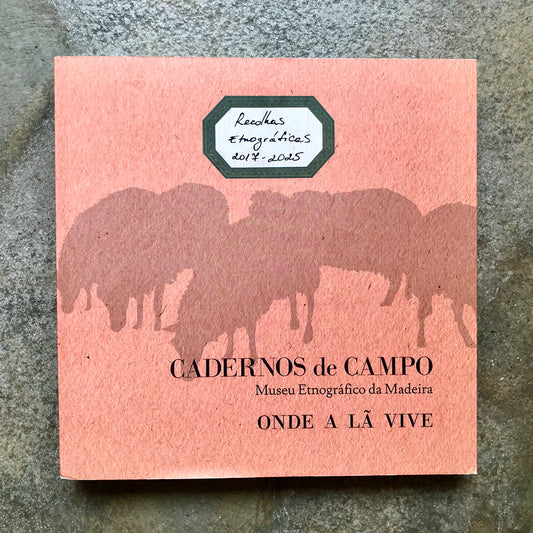 Recolhas
Etnográficas
2017-2025
CADERNOS de CAMPO
Museu Etnográfico da Madeira
ONDE A LÃ VIVE